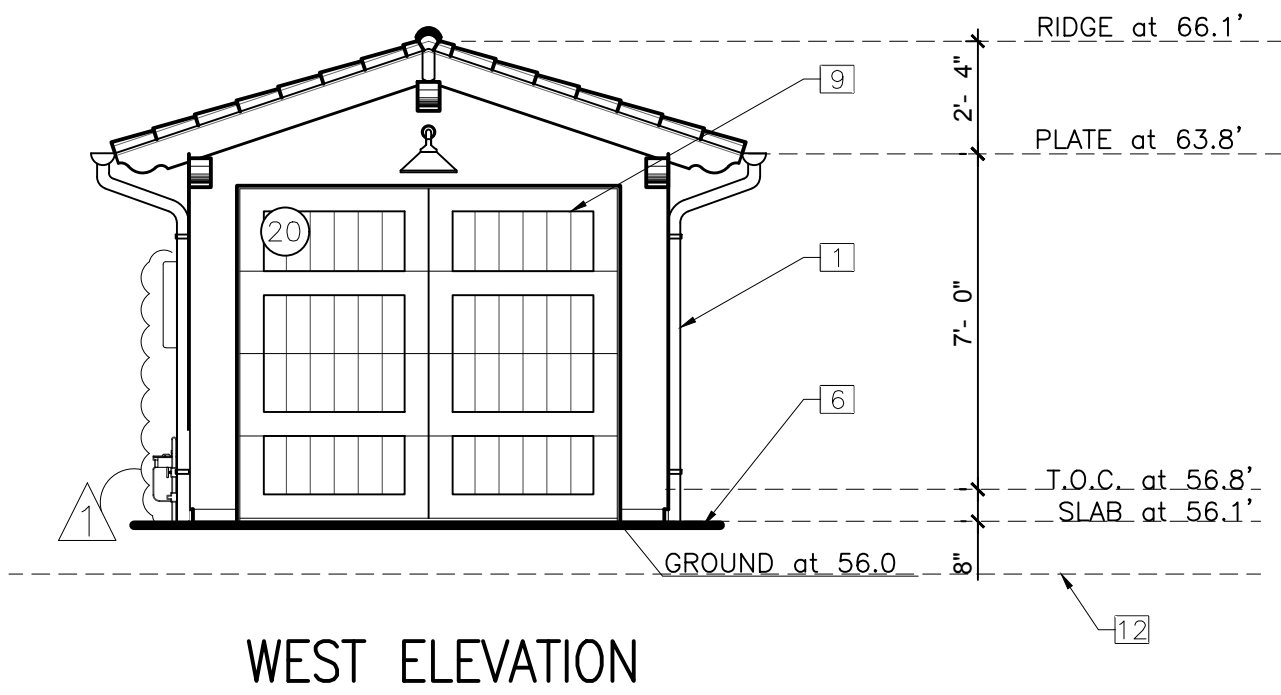 RIDGE at 66.1'
2'- 4"
9
PLATE at 63.8'
20
1
7'- 0"
6
T.O.C. at 56.8'
1
SLAB at 56.1'
GROUND at 56.0
8"
12
WEST ELEVATION